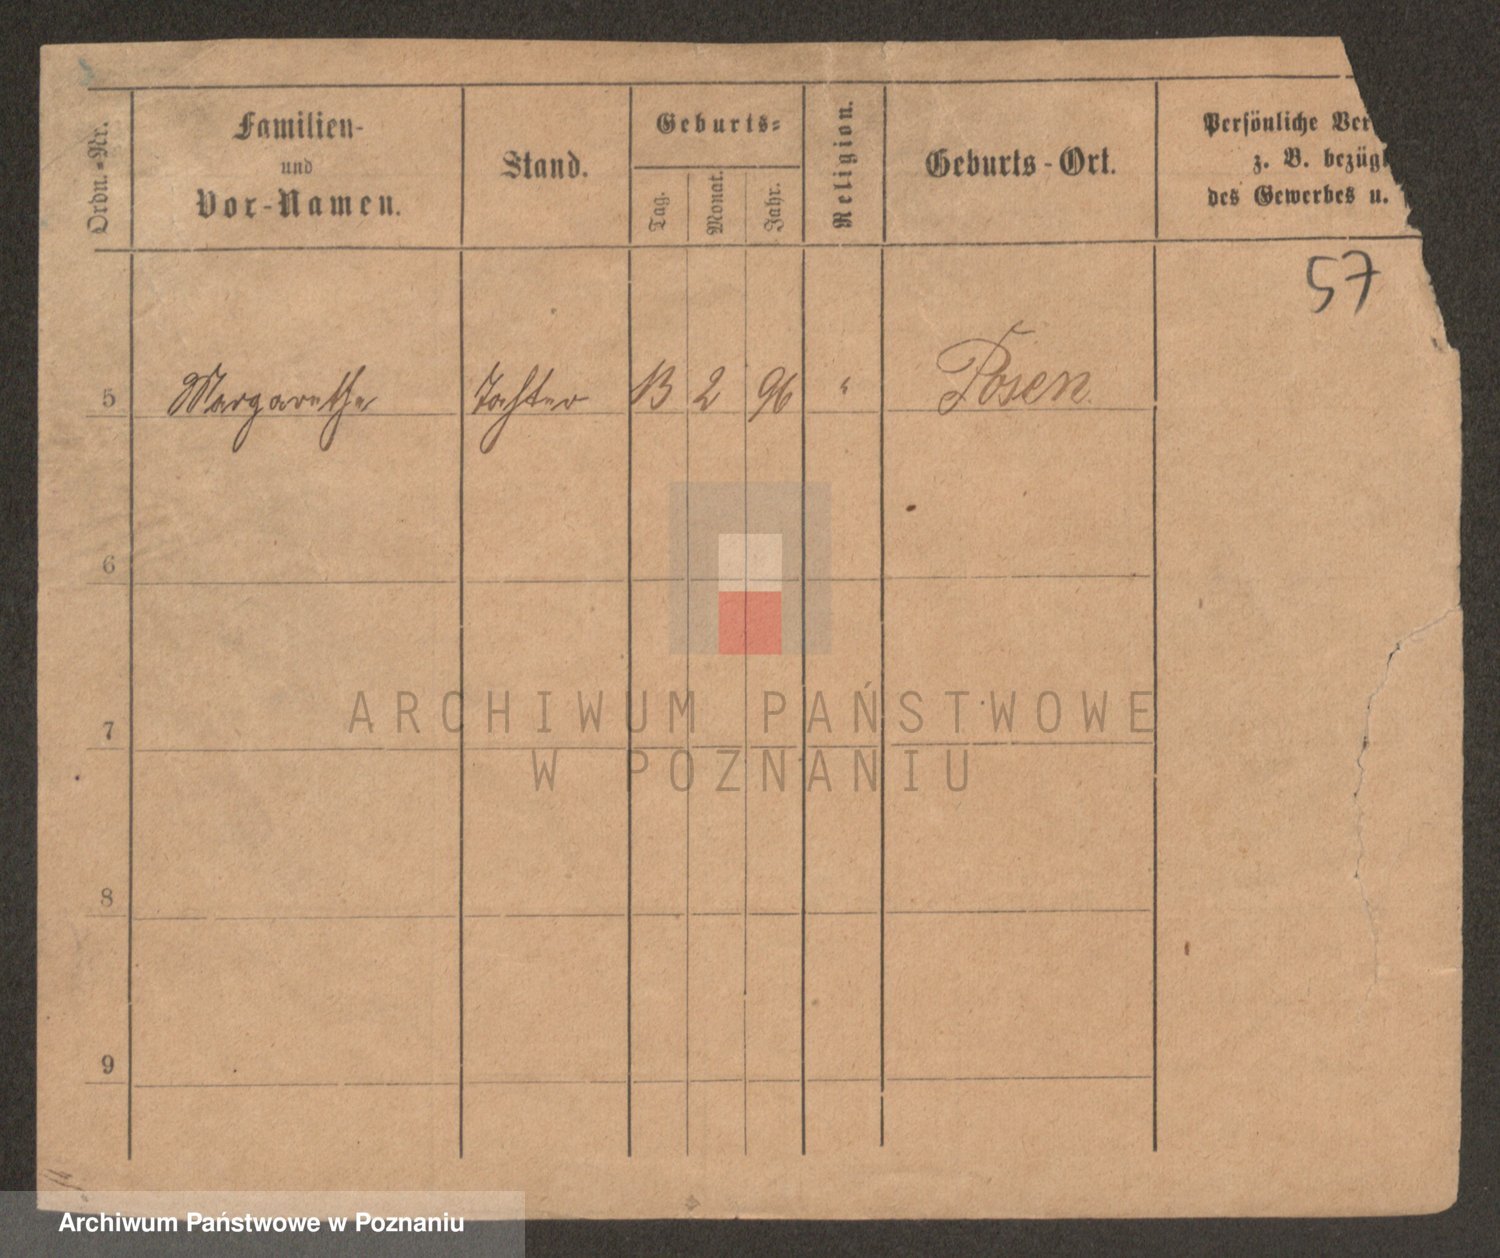 Ordn.-Nr.
Familien-
und
Vor-Namen.
Stand.
Geburts-
Tag.
Monat.
Jahr.
Religion.
Geburts-Ort.
Persönliche Ver
z. B. bezügl
des Gewerbes u.
57
5 Margarethe Tochter 13 2 96 " Posen.
6
7
8
9
ARCHIWUM PAŃSTWOWE
W POZNANIU
Archiwum Państwowe w Poznaniu